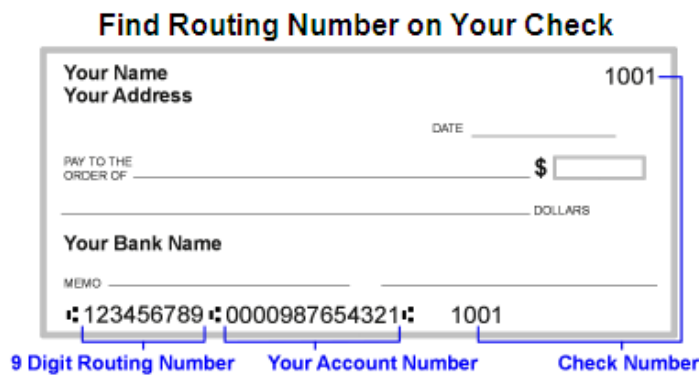 Find Routing Number on Your Check
Your Name 1001
Your Address
DATE
PAY TO THE
ORDER OF $
DOLLARS
Your Bank Name
MEMO
⑆123456789⑆0000987654321⑆ 1001
9 Digit Routing Number Your Account Number Check Number